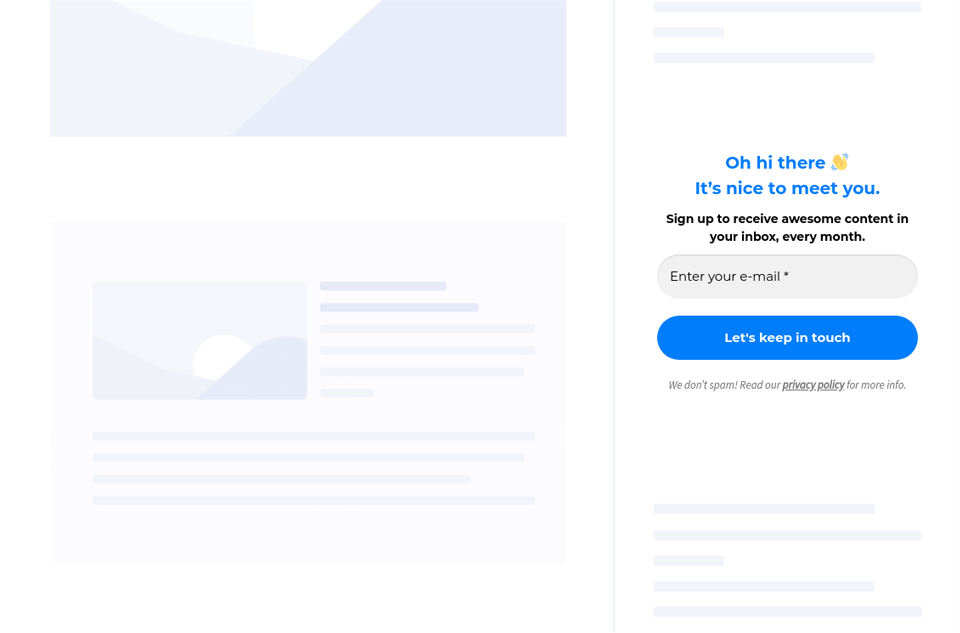 Oh hi there 👋
It’s nice to meet you.
Sign up to receive awesome content in
your inbox, every month.
Enter your e-mail *
Let's keep in touch
We don’t spam! Read our privacy policy for more info.